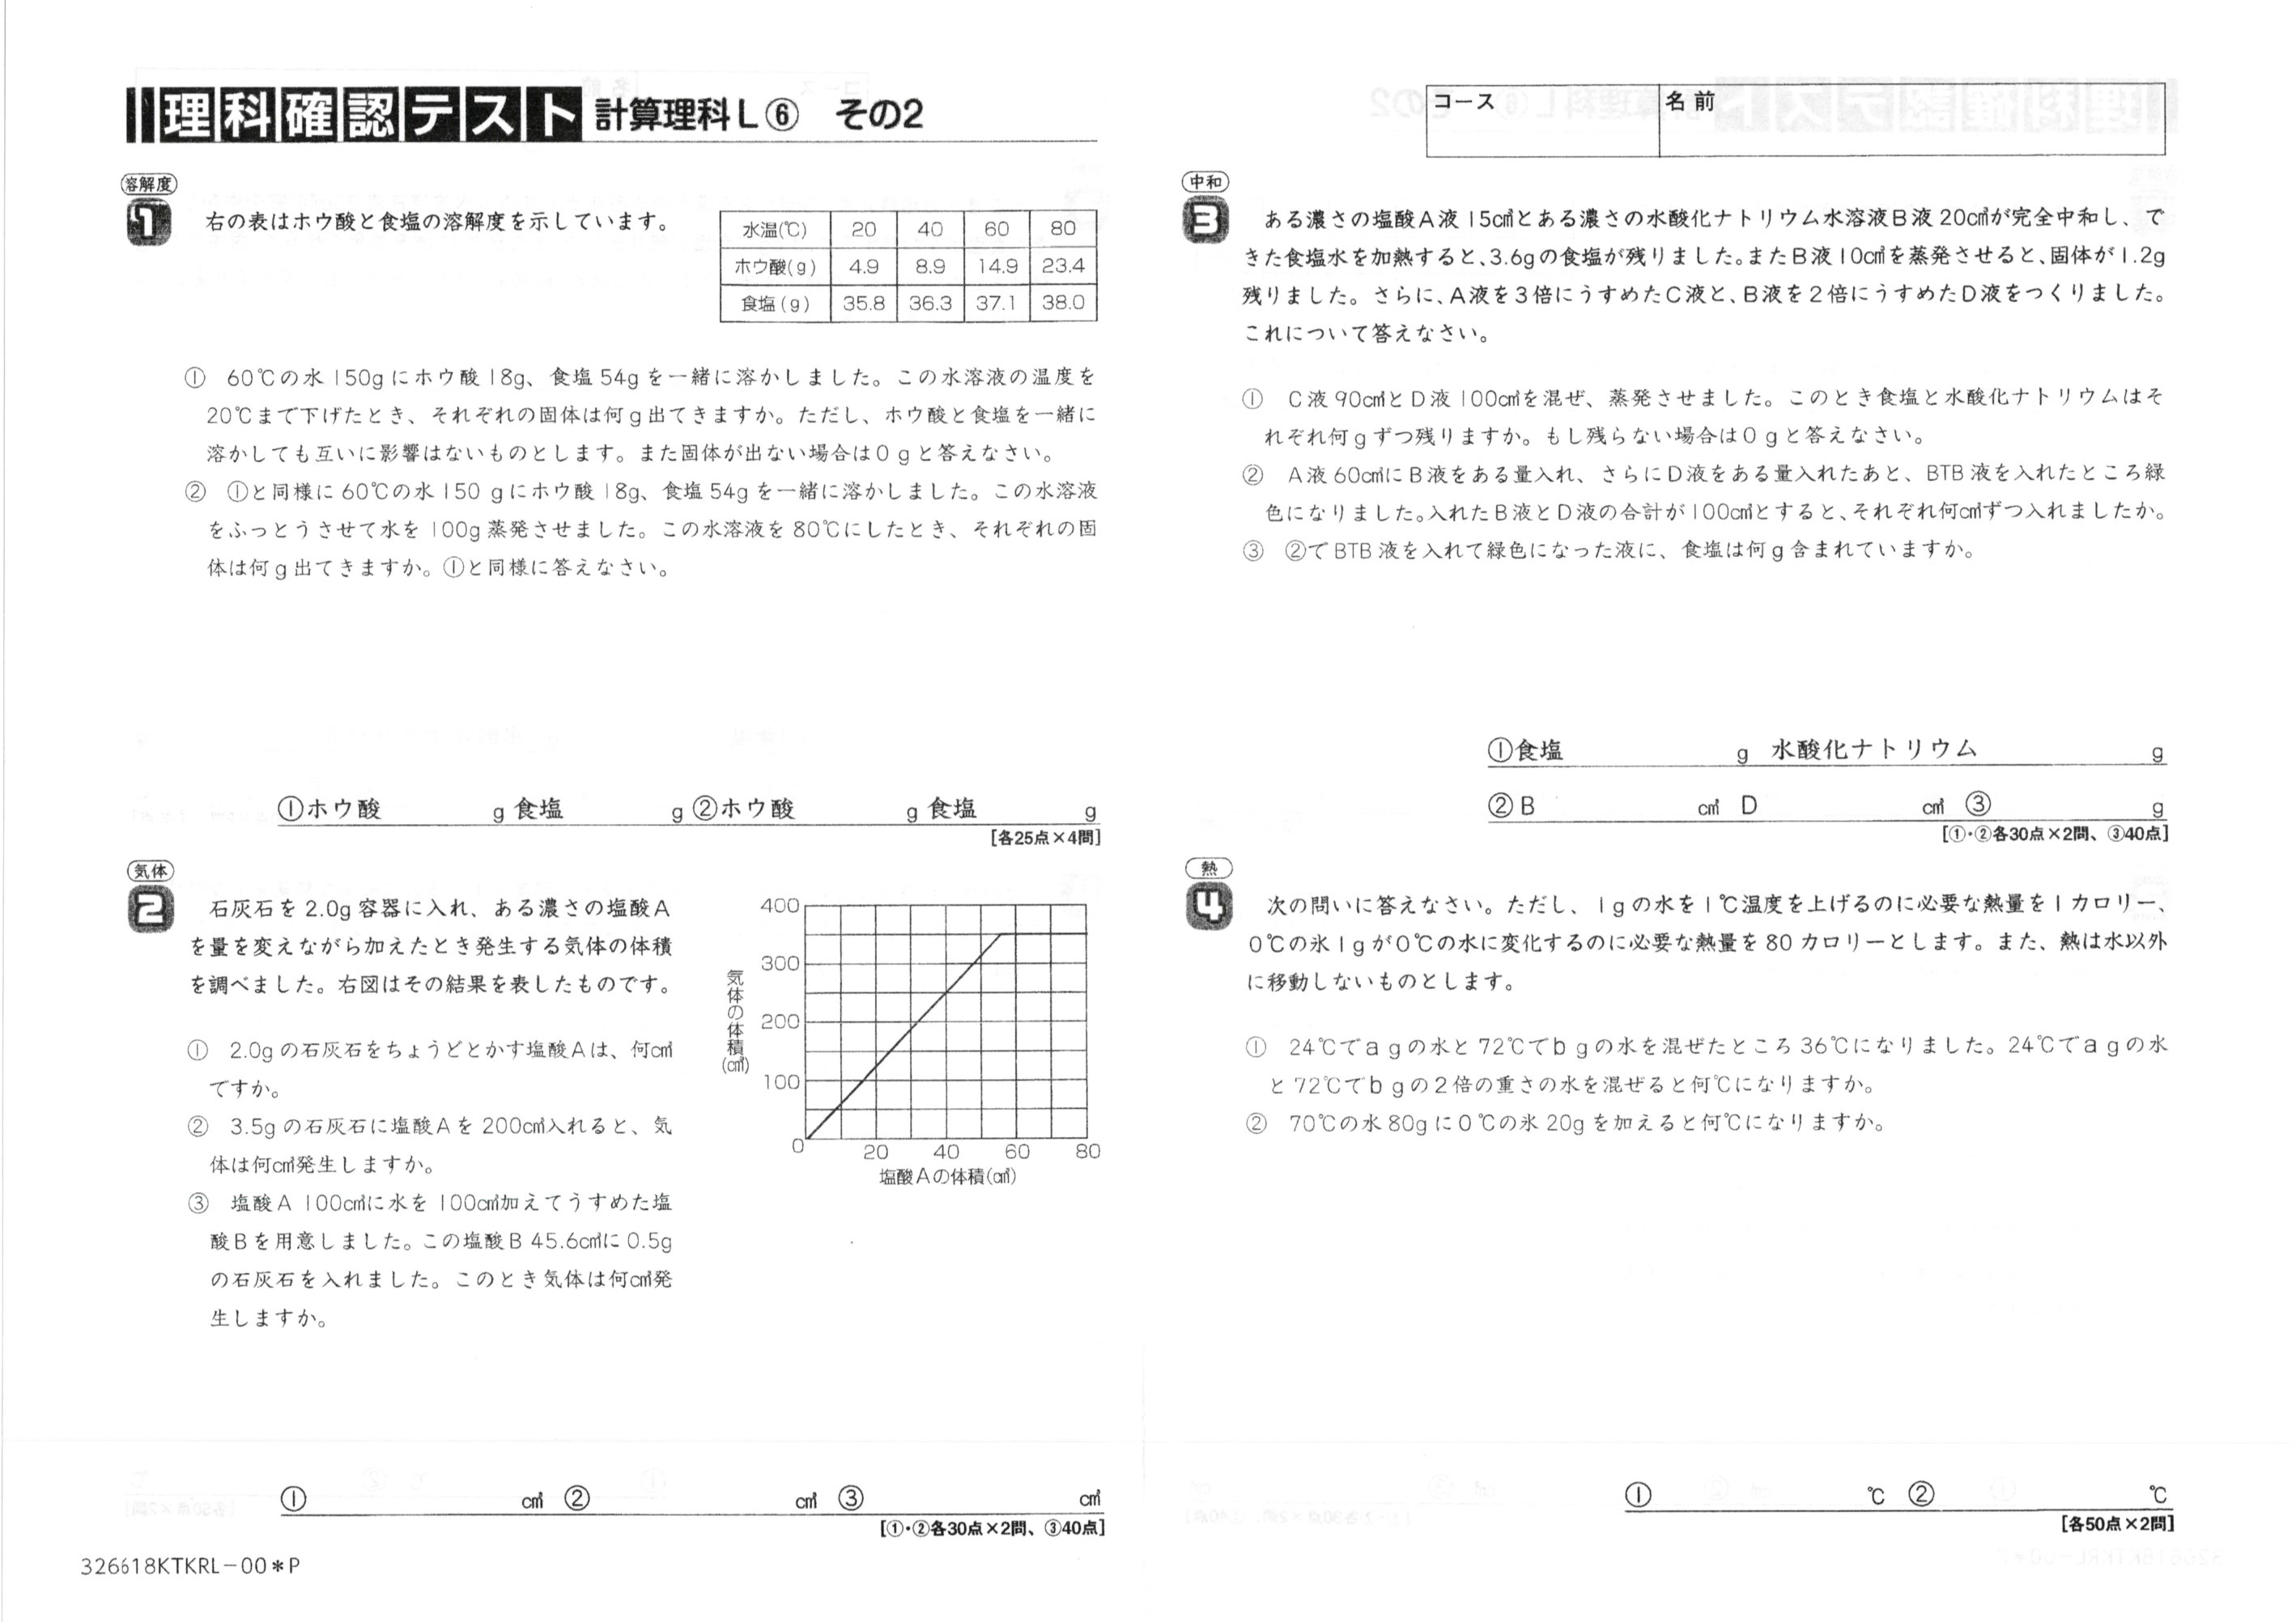 理科確認テスト 計算理科L⑥ その2
コース 名前
溶解度
1 右の表はホウ酸と食塩の溶解度を示しています。
水温(℃) 20 40 60 80
ホウ酸(g) 4.9 8.9 14.9 23.4
食塩(g) 35.8 36.3 37.1 38.0
① 60℃の水150gにホウ酸18g、食塩54gを一緒に溶かしました。この水溶液の温度を
20℃まで下げたとき、それぞれの固体は何g出てきますか。ただし、ホウ酸と食塩を一緒に
溶かしても互いに影響はないものとします。また固体が出ない場合は0gと答えなさい。
② ①と同様に60℃の水150gにホウ酸18g、食塩54gを一緒に溶かしました。この水溶液
をふっとうさせて水を100g蒸発させました。この水溶液を80℃にしたとき、それぞれの固
体は何g出てきますか。①と同様に答えなさい。
①ホウ酸 g 食塩 g ②ホウ酸 g 食塩 g
[各25点×4問]
気体
2 石灰石を2.0g容器に入れ、ある濃さの塩酸A
を量を変えながら加えたとき発生する気体の体積
を調べました。右図はその結果を表したものです。
① 2.0gの石灰石をちょうどとかす塩酸Aは、何㎤
ですか。
② 3.5gの石灰石に塩酸Aを200㎤入れると、気
体は何㎤発生しますか。
③ 塩酸A 100㎤に水を100㎤加えてうすめた塩
酸Bを用意しました。この塩酸B 45.6㎤に0.5g
の石灰石を入れました。このとき気体は何㎤発
生しますか。
気体の体積(㎤)
400
300
200
100
0 20 40 60 80
塩酸Aの体積(㎤)
① ㎤ ② ㎤ ③ ㎤
[①・②各30点×2問、③40点]
326618KTKRL-00*P
中和
3 ある濃さの塩酸A液15㎤とある濃さの水酸化ナトリウム水溶液B液20㎤が完全中和し、で
きた食塩水を加熱すると、3.6gの食塩が残りました。またB液10㎤を蒸発させると、固体が1.2g
残りました。さらに、A液を3倍にうすめたC液と、B液を2倍にうすめたD液をつくりました。
これについて答えなさい。
① C液90㎤とD液100㎤を混ぜ、蒸発させました。このとき食塩と水酸化ナトリウムはそ
れぞれ何gずつ残りますか。もし残らない場合は0gと答えなさい。
② A液60㎤にB液をある量入れ、さらにD液をある量入れたあと、BTB液を入れたところ緑
色になりました。入れたB液とD液の合計が100㎤とすると、それぞれ何㎤ずつ入れましたか。
③ ②でBTB液を入れて緑色になった液に、食塩は何g含まれていますか。
①食塩 g 水酸化ナトリウム g
②B ㎤ D ㎤ ③ g
[①・②各30点×2問、③40点]
熱
4 次の問いに答えなさい。ただし、1gの水を1℃温度を上げるのに必要な熱量を1カロリー、
0℃の氷1gが0℃の水に変化するのに必要な熱量を80カロリーとします。また、熱は水以外
に移動しないものとします。
① 24℃でagの水と72℃でbgの水を混ぜたところ36℃になりました。24℃でagの水
と72℃でbgの2倍の重さの水を混ぜると何℃になりますか。
② 70℃の水80gに0℃の氷20gを加えると何℃になりますか。
① ℃ ② ℃
[各50点×2問]